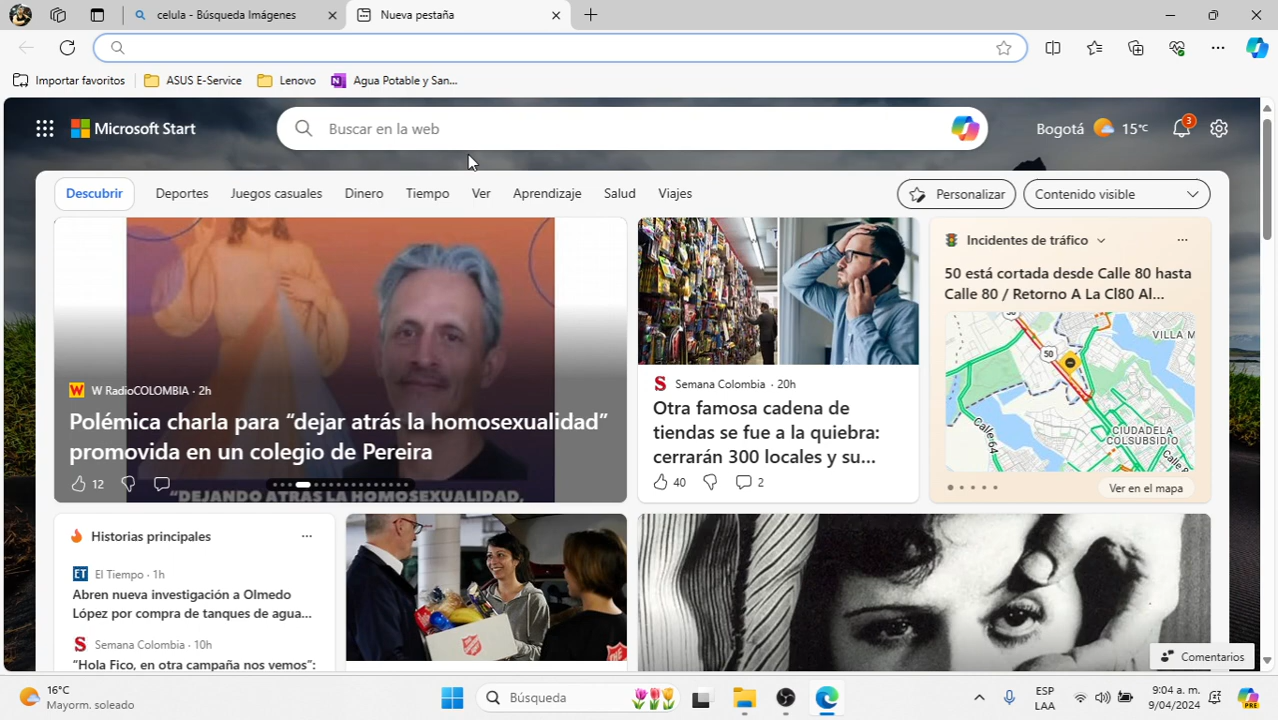 celula - Búsqueda Imágenes
Nueva pestaña
Importar favoritos
ASUS E-Service
Lenovo
Agua Potable y San...
Microsoft Start
Buscar en la web
Bogotá 15°C
3
Descubrir Deportes Juegos casuales Dinero Tiempo Ver Aprendizaje Salud Viajes
Personalizar
Contenido visible
W RadioCOLOMBIA · 2h
Polémica charla para “dejar atrás la homosexualidad”
promovida en un colegio de Pereira
12
“DEJANDO ATRÁS LA HOMOSEXUALIDAD,
Semana Colombia · 20h
Otra famosa cadena de
tiendas se fue a la quiebra:
cerrarán 300 locales y su...
40 2
Incidentes de tráfico
50 está cortada desde Calle 80 hasta
Calle 80 / Retorno A La Cl80 Al...
50
VILLA M
50
Calle 64
CIUDADELA
COLSUBSIDIO
Ver en el mapa
Historias principales
ET El Tiempo · 1h
Abren nueva investigación a Olmedo
López por compra de tanques de agua...
S Semana Colombia · 10h
“Hola Fico, en otra campaña nos vemos”:
Comentarios
16°C
Mayorm. soleado
Búsqueda
ESP
LAA
9:04 a. m.
9/04/2024
PRE